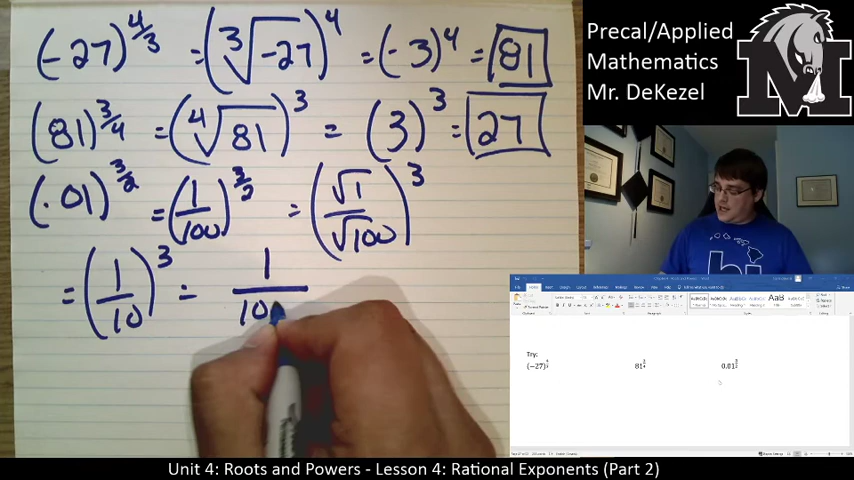 (-27)^{4/3} = (∛-27)^4 = (-3)^4 = 81
(81)^{3/4} = (∜81)^3 = (3)^3 = 27
(.01)^{3/2} = (1/100)^{3/2} = (√1/√100)^3
= (1/10)^3 = 1/10
Precal/Applied
Mathematics
Mr. DeKezel
M
Try:
(−27)^{4/3} 81^{3/4} 0.01^{3/2}
Unit 4: Roots and Powers - Lesson 4: Rational Exponents (Part 2)